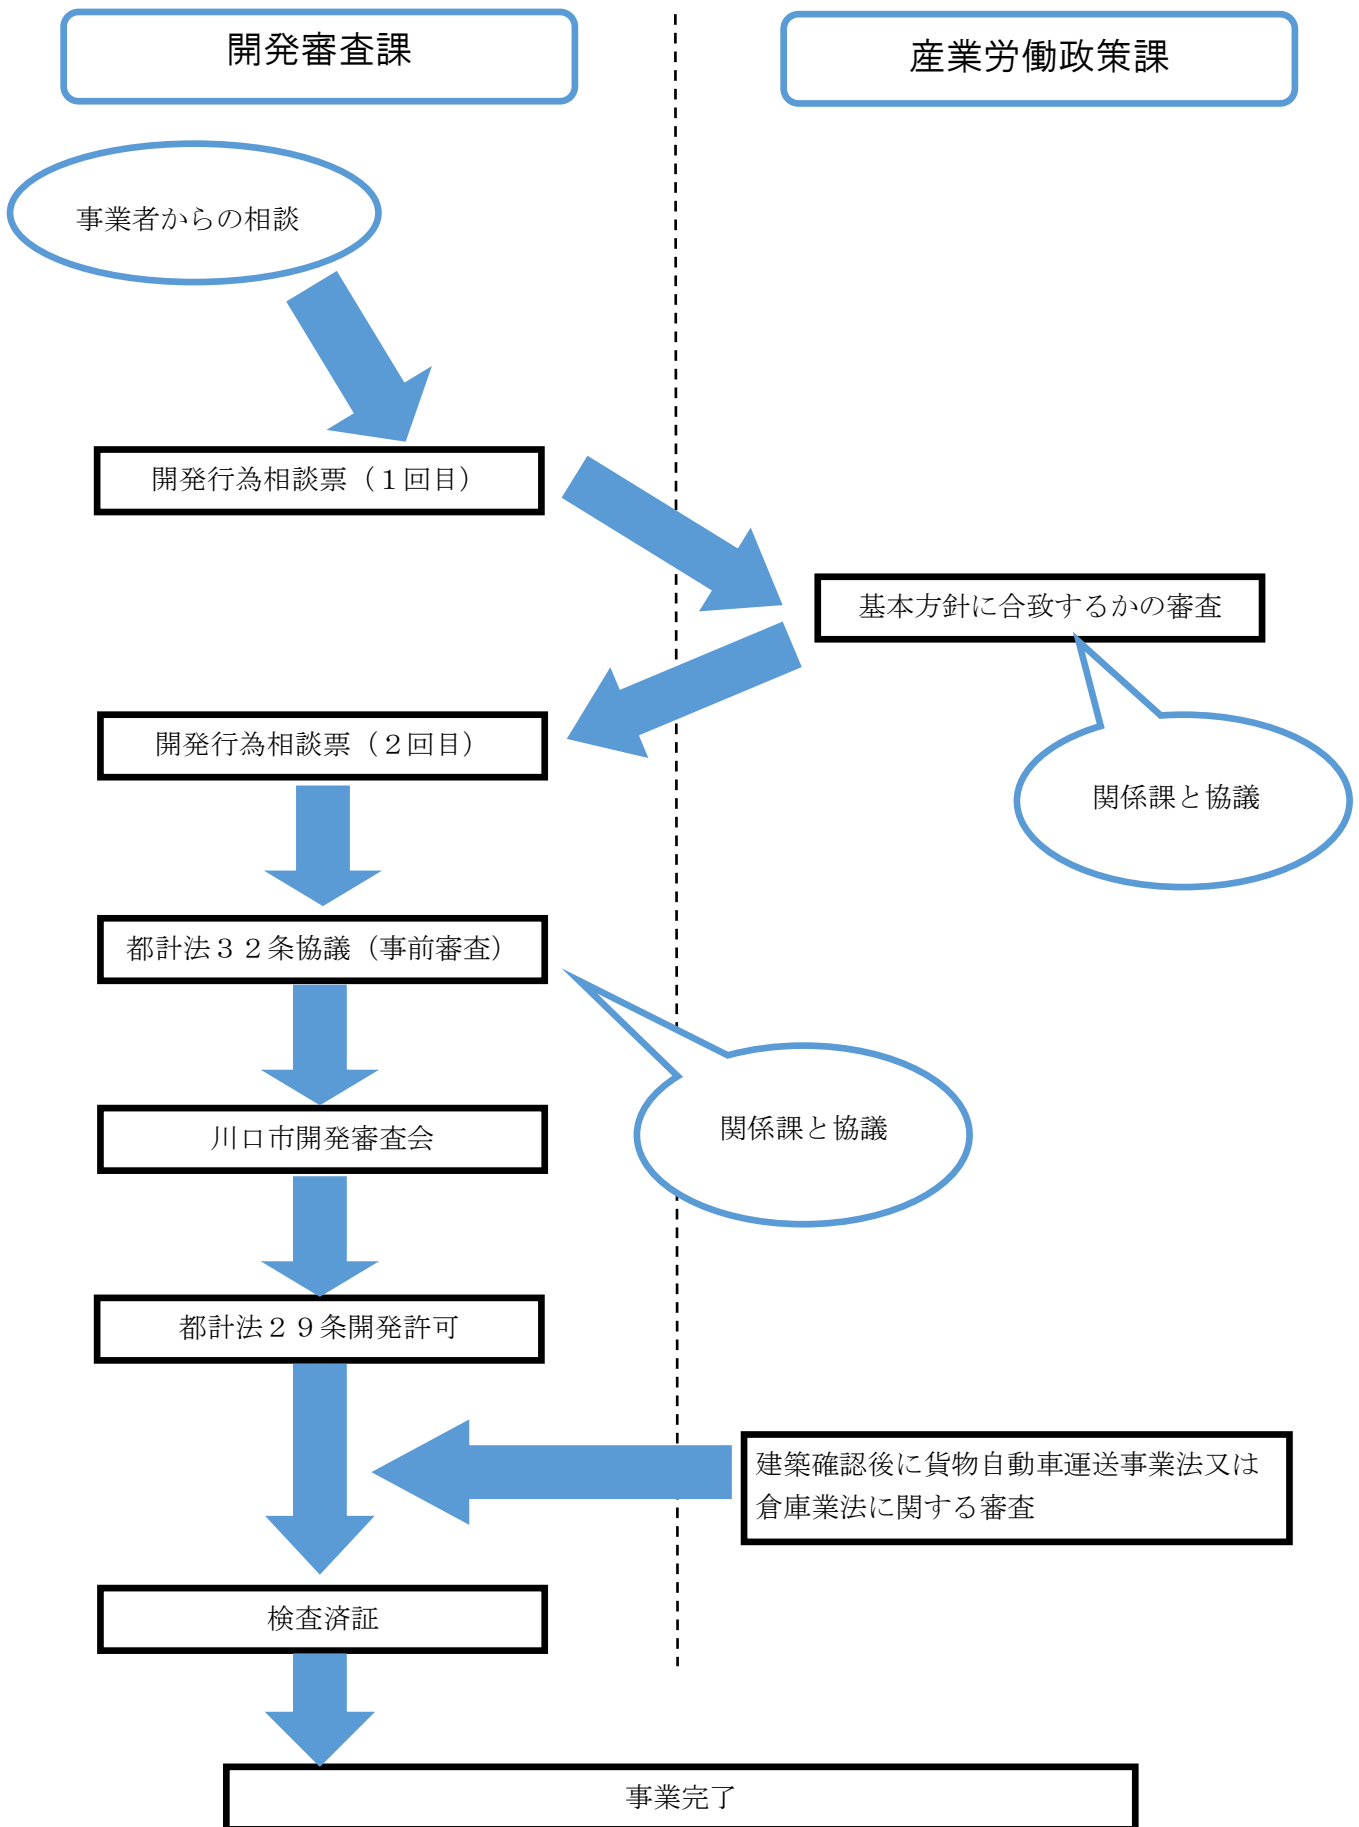 開発審査課
産業労働政策課
事業者からの相談
開発行為相談票（１回目）
基本方針に合致するかの審査
開発行為相談票（２回目）
関係課と協議
都計法３２条協議（事前審査）
関係課と協議
川口市開発審査会
都計法２９条開発許可
建築確認後に貨物自動車運送事業法又は
倉庫業法に関する審査
検査済証
事業完了